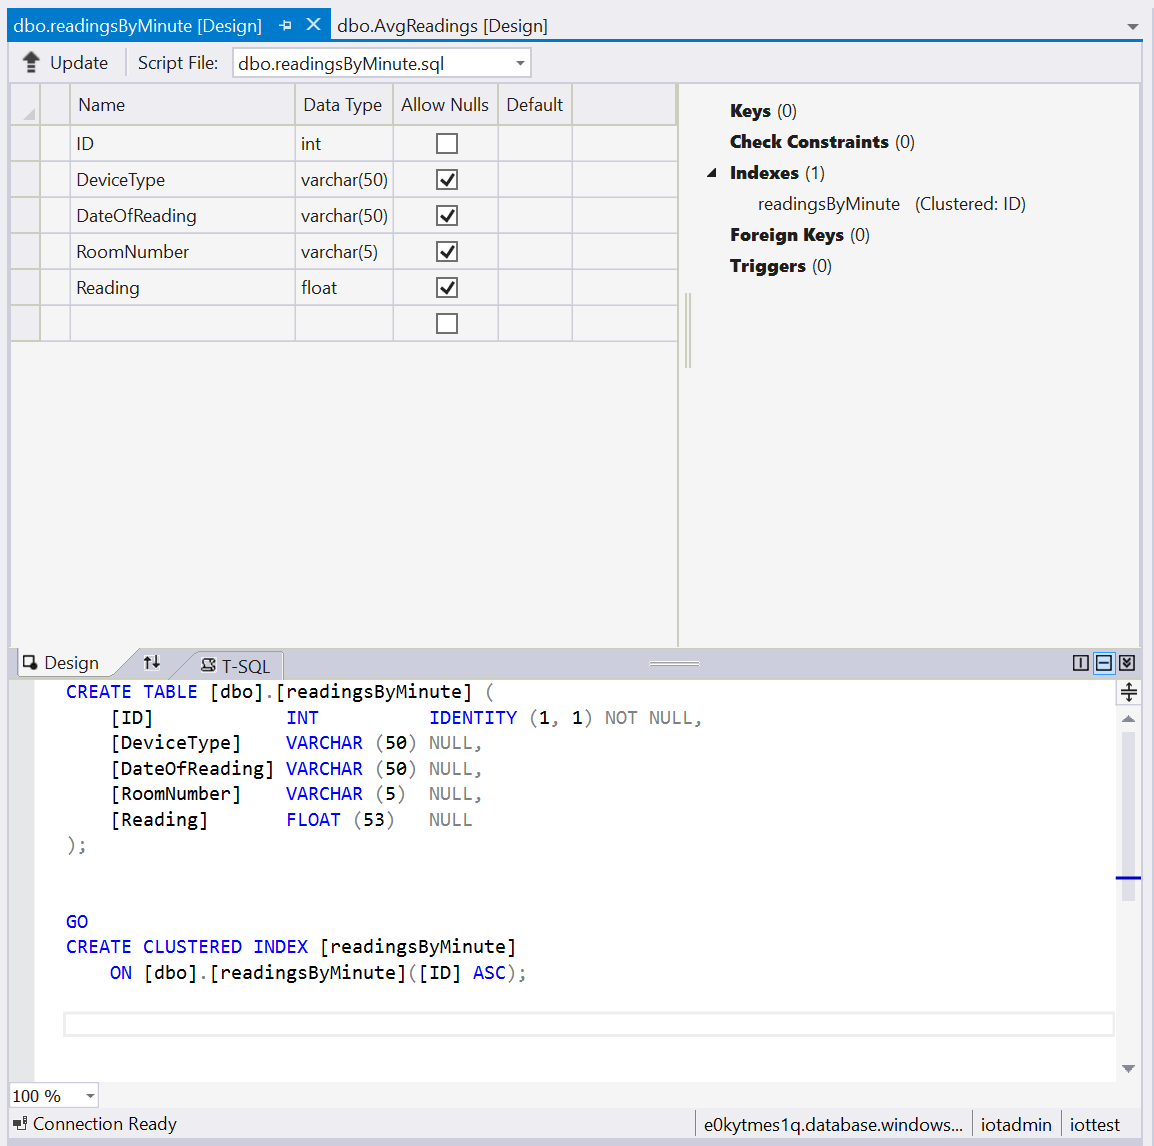 dbo.readingsByMinute [Design] dbo.AvgReadings [Design]
Update Script File: dbo.readingsByMinute.sql
Name Data Type Allow Nulls Default
ID int
DeviceType varchar(50)
DateOfReading varchar(50)
RoomNumber varchar(5)
Reading float
Keys (0)
Check Constraints (0)
Indexes (1)
readingsByMinute (Clustered: ID)
Foreign Keys (0)
Triggers (0)
Design T-SQL
CREATE TABLE [dbo].[readingsByMinute] (
[ID] INT IDENTITY (1, 1) NOT NULL,
[DeviceType] VARCHAR (50) NULL,
[DateOfReading] VARCHAR (50) NULL,
[RoomNumber] VARCHAR (5) NULL,
[Reading] FLOAT (53) NULL
);
GO
CREATE CLUSTERED INDEX [readingsByMinute]
ON [dbo].[readingsByMinute]([ID] ASC);
100 %
Connection Ready e0kytmes1q.database.windows... iotadmin iottest